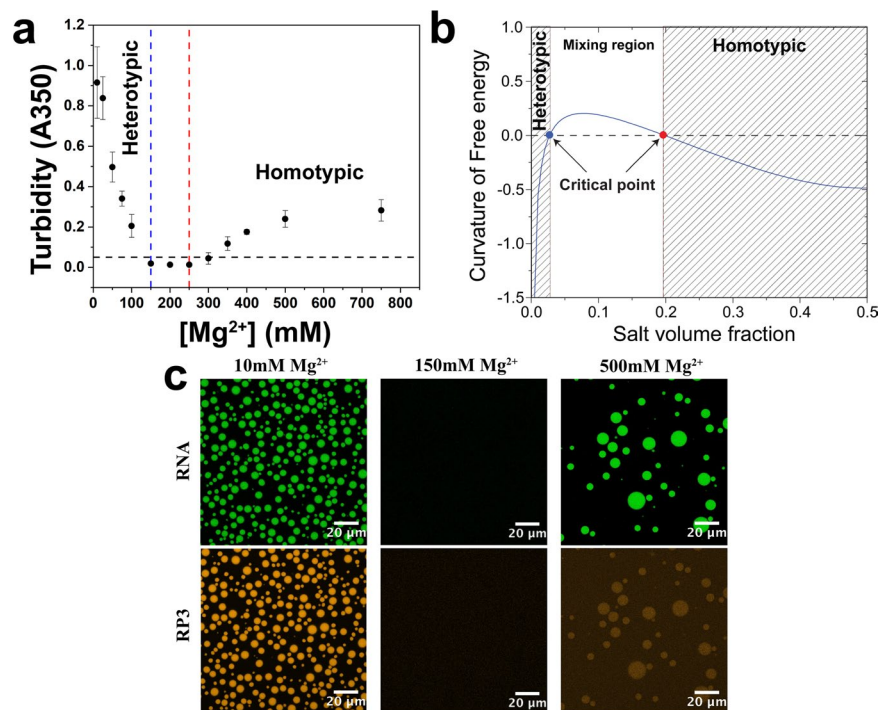 a
Turbidity (A350)
1.2
1.0
0.8
0.6
0.4
0.2
0.0
Heterotypic
Homotypic
0 100 200 300 400 500 600 700 800
[Mg²⁺] (mM)
b
Curvature of Free energy
1.0
0.5
0.0
-0.5
-1.0
-1.5
Heterotypic
Mixing region
Homotypic
Critical point
0.0 0.1 0.2 0.3 0.4 0.5
Salt volume fraction
c
10mM Mg²⁺ 150mM Mg²⁺ 500mM Mg²⁺
RNA
20 μm 20 μm 20 μm
RP3
20 μm 20 μm 20 μm